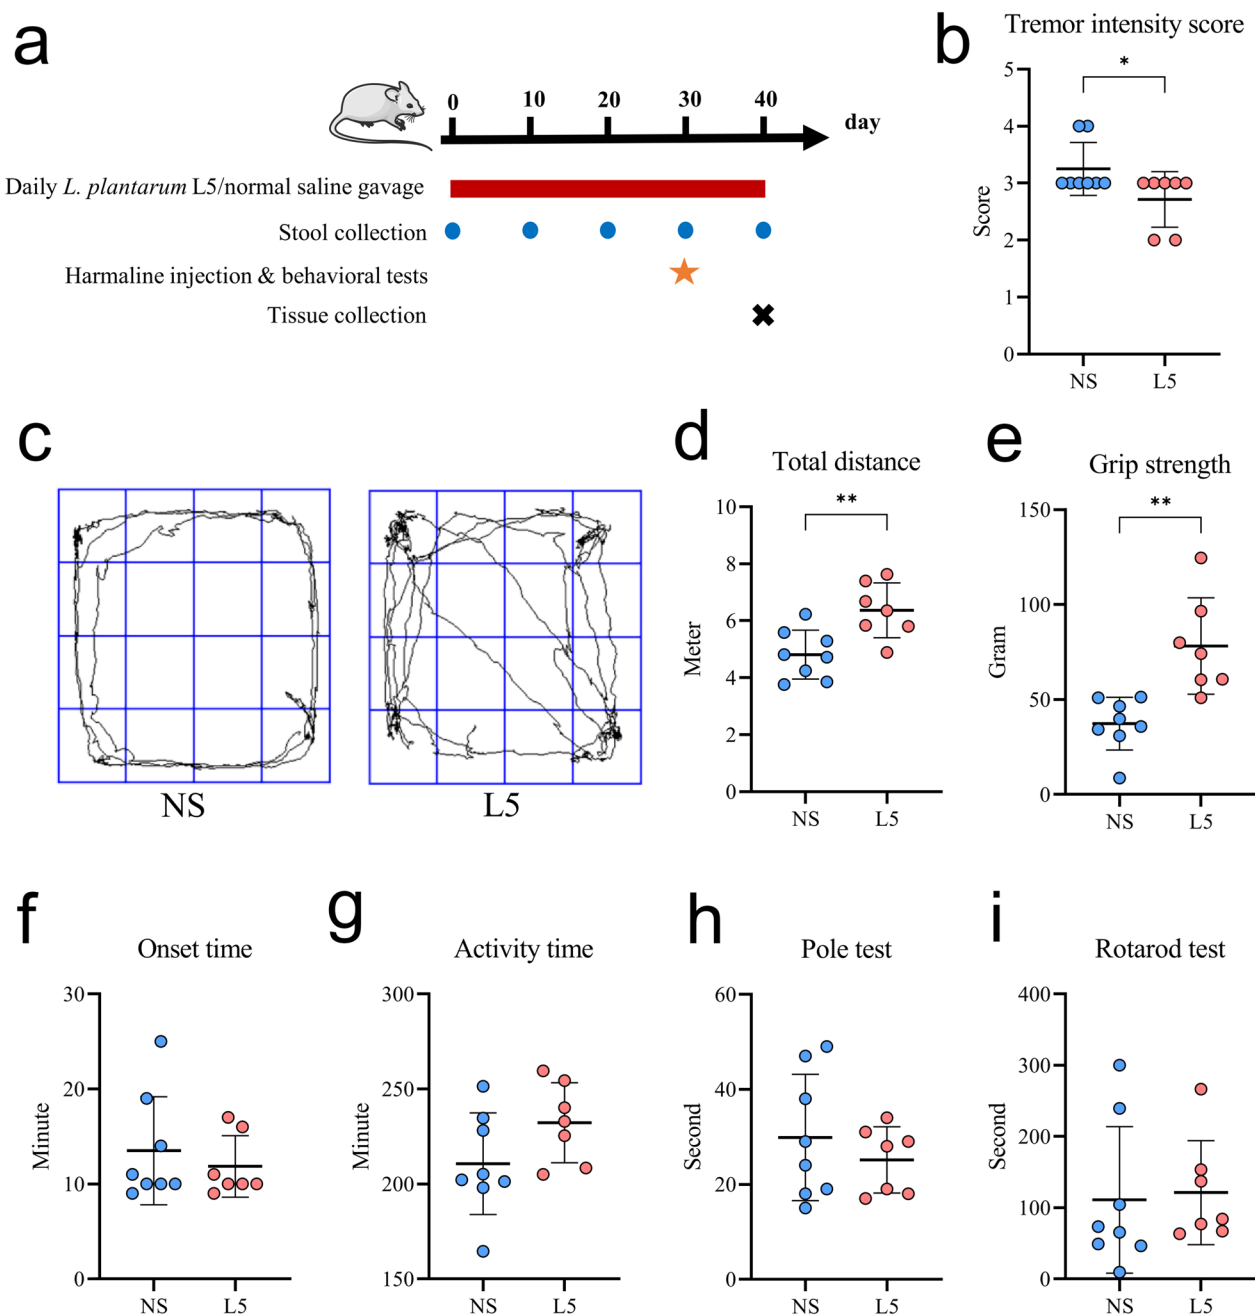 a
0 10 20 30 40
day
Daily L. plantarum L5/normal saline gavage
Stool collection
Harmaline injection & behavioral tests
Tissue collection
b
Tremor intensity score
*
5
4
3
2
1
0
Score
NS L5
c
NS L5
d
Total distance
**
10
8
6
4
2
0
Meter
NS L5
e
Grip strength
**
150
100
50
0
Gram
NS L5
f
Onset time
30
20
10
0
Minute
NS L5
g
Activity time
300
250
200
150
Minute
NS L5
h
Pole test
60
40
20
0
Second
NS L5
i
Rotarod test
400
300
200
100
0
Second
NS L5